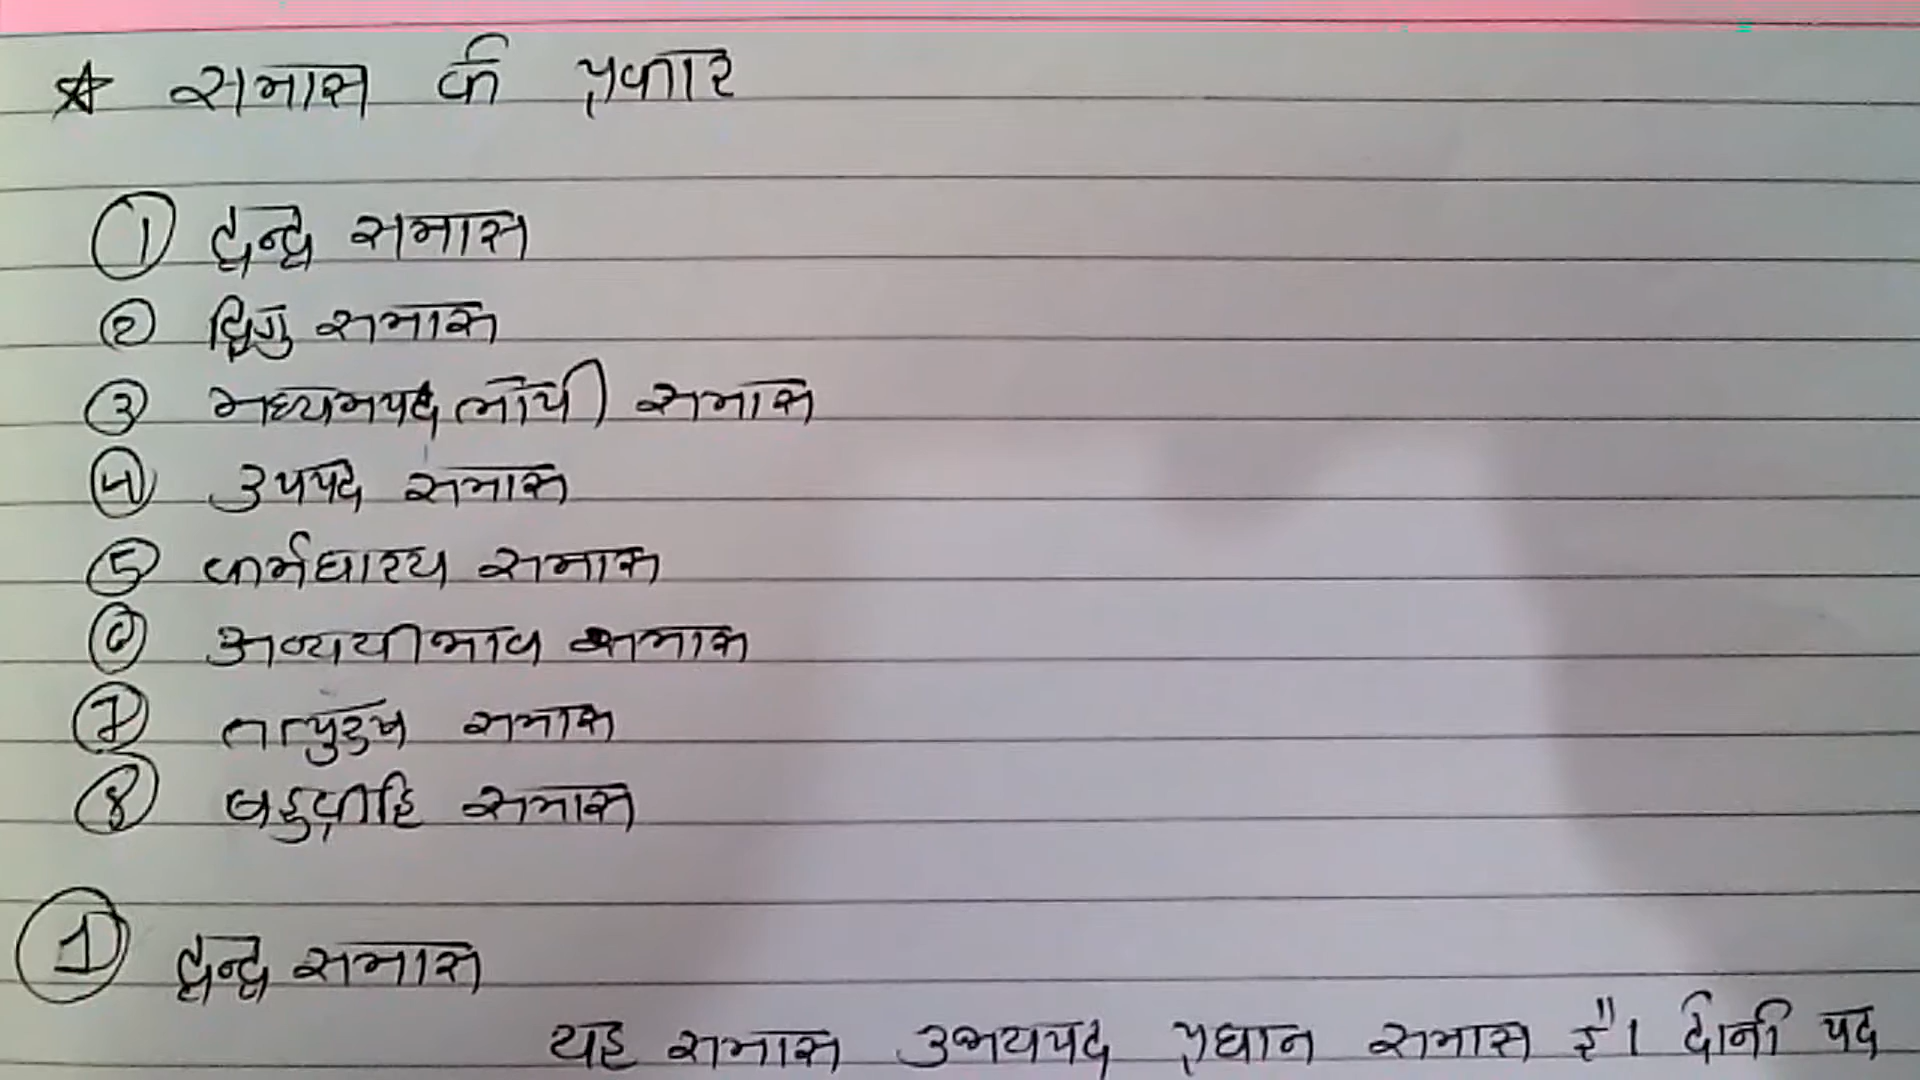 ☆ समास के प्रकार
① द्वन्द्व समास
② द्विगु समास
③ मध्यमपदलोपी समास
④ उपपद समास
⑤ कर्मधारय समास
⑥ अव्ययीभाव समास
⑦ तत्पुरुष समास
⑧ बहुव्रीहि समास
① द्वन्द्व समास
यह समास उभयपद प्रधान समास है। दोनों पद